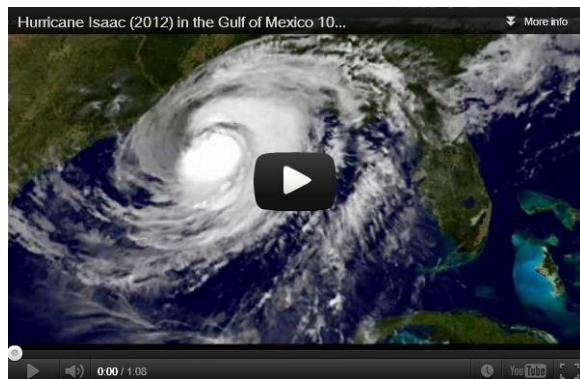 Hurricane Isaac (2012) in the Gulf of Mexico 10...
More info
0:00 / 1:08
YouTube